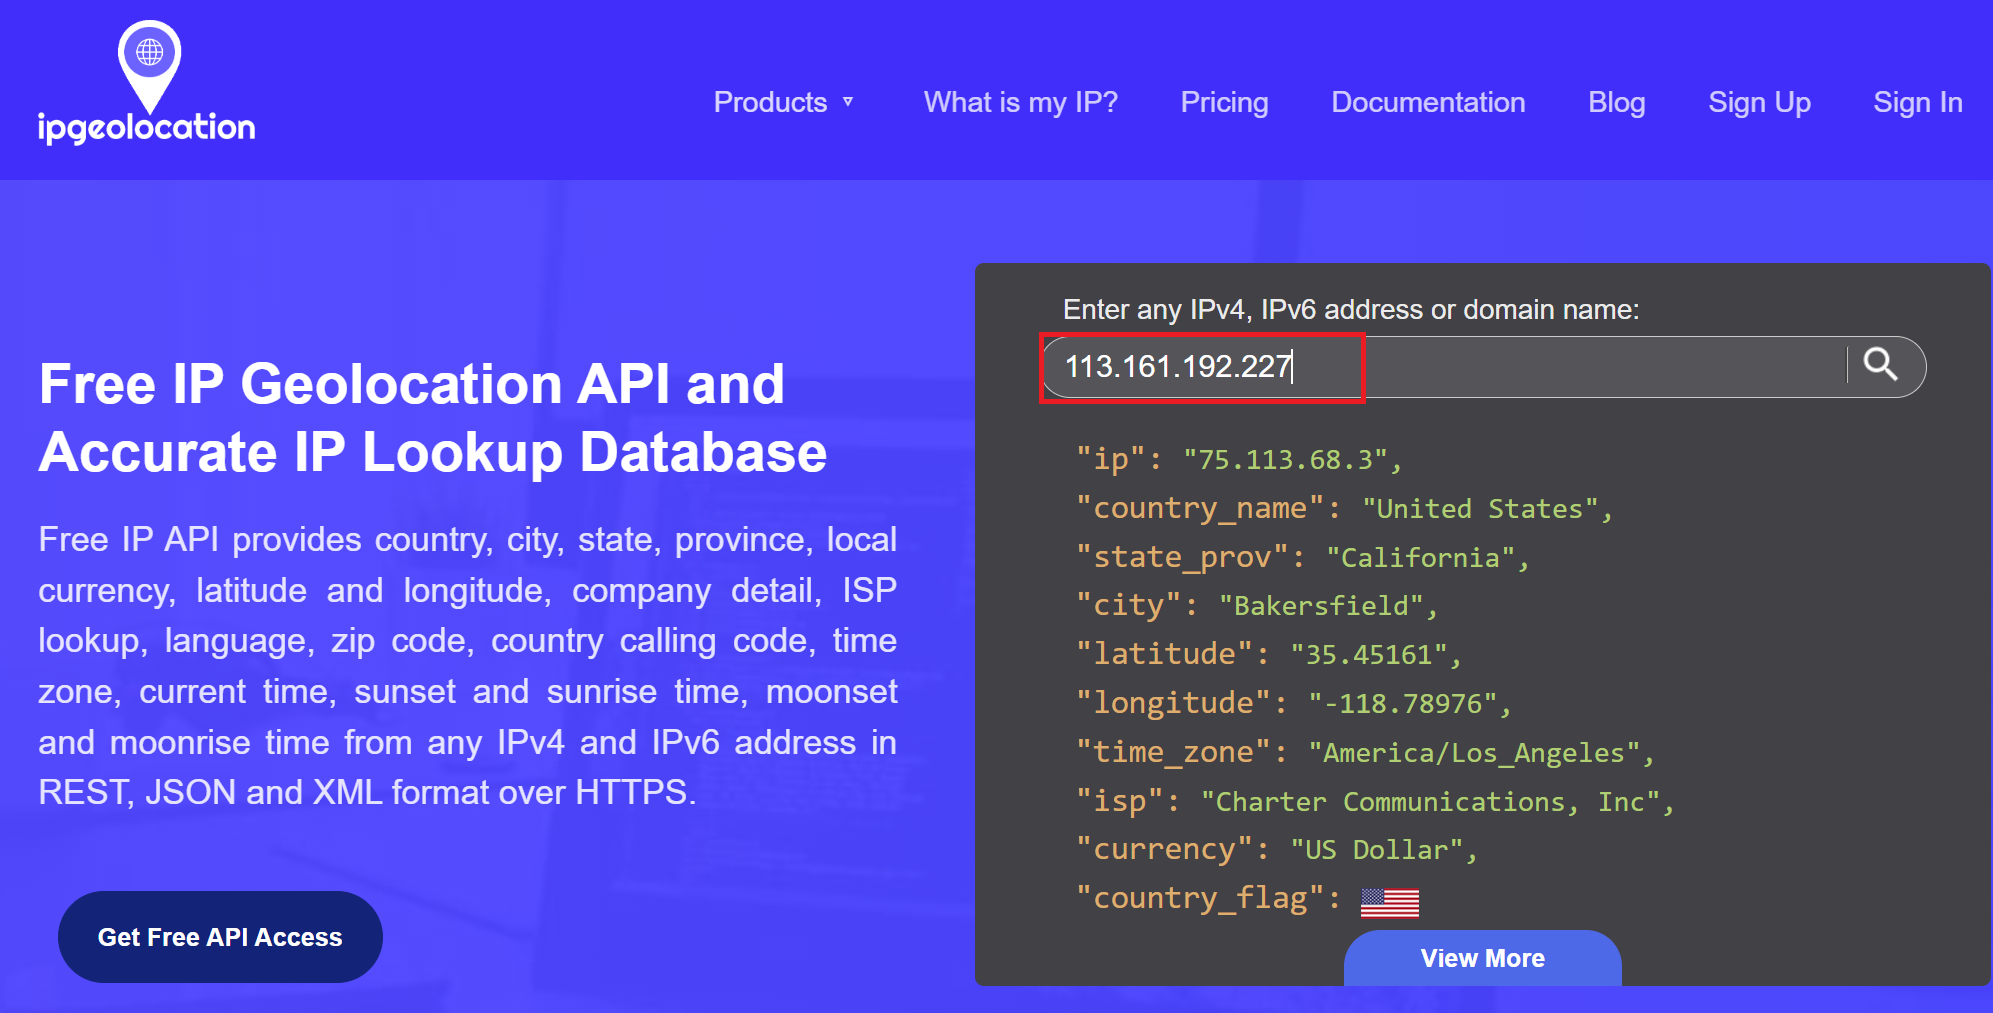 ipgeolocation
Products ▿ What is my IP? Pricing Documentation Blog Sign Up Sign In
Free IP Geolocation API and
Accurate IP Lookup Database
Free IP API provides country, city, state, province, local
currency, latitude and longitude, company detail, ISP
lookup, language, zip code, country calling code, time
zone, current time, sunset and sunrise time, moonset
and moonrise time from any IPv4 and IPv6 address in
REST, JSON and XML format over HTTPS.
Get Free API Access
Enter any IPv4, IPv6 address or domain name:
113.161.192.227
"ip": "75.113.68.3",
"country_name": "United States",
"state_prov": "California",
"city": "Bakersfield",
"latitude": "35.45161",
"longitude": "-118.78976",
"time_zone": "America/Los_Angeles",
"isp": "Charter Communications, Inc",
"currency": "US Dollar",
"country_flag":
View More